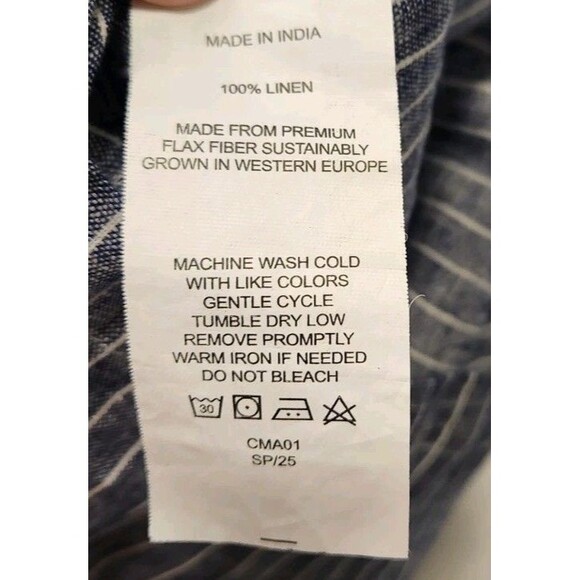 MADE IN INDIA
100% LINEN
MADE FROM PREMIUM
FLAX FIBER SUSTAINABLY
GROWN IN WESTERN EUROPE
MACHINE WASH COLD
WITH LIKE COLORS
GENTLE CYCLE
TUMBLE DRY LOW
REMOVE PROMPTLY
WARM IRON IF NEEDED
DO NOT BLEACH
30
CMA01
SP/25